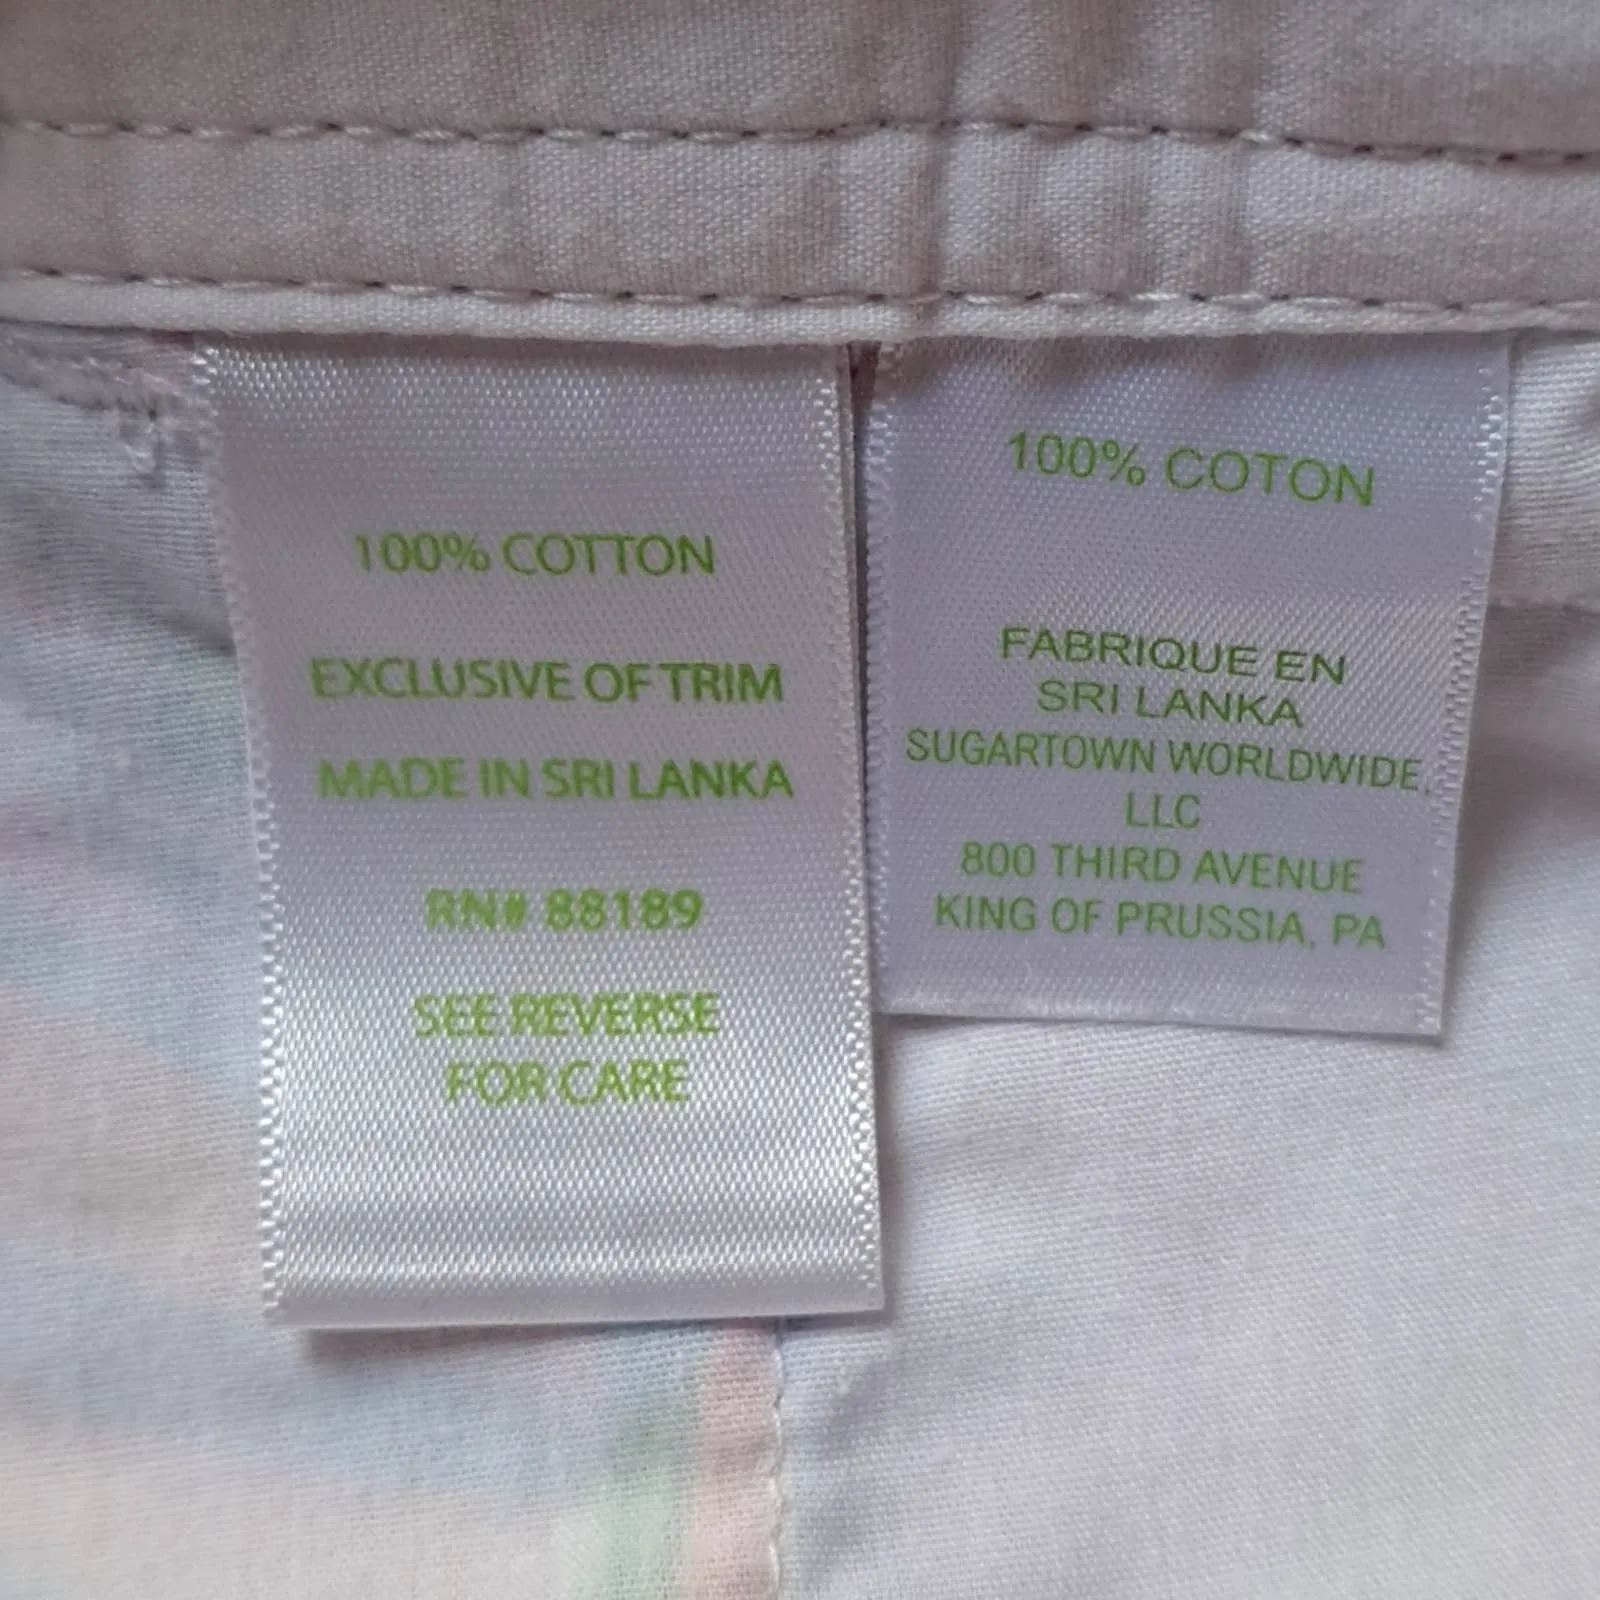 100% COTTON
EXCLUSIVE OF TRIM
MADE IN SRI LANKA
RN# 88189
SEE REVERSE
FOR CARE
100% COTON
FABRIQUE EN
SRI LANKA
SUGARTOWN WORLDWIDE,
LLC
800 THIRD AVENUE
KING OF PRUSSIA, PA